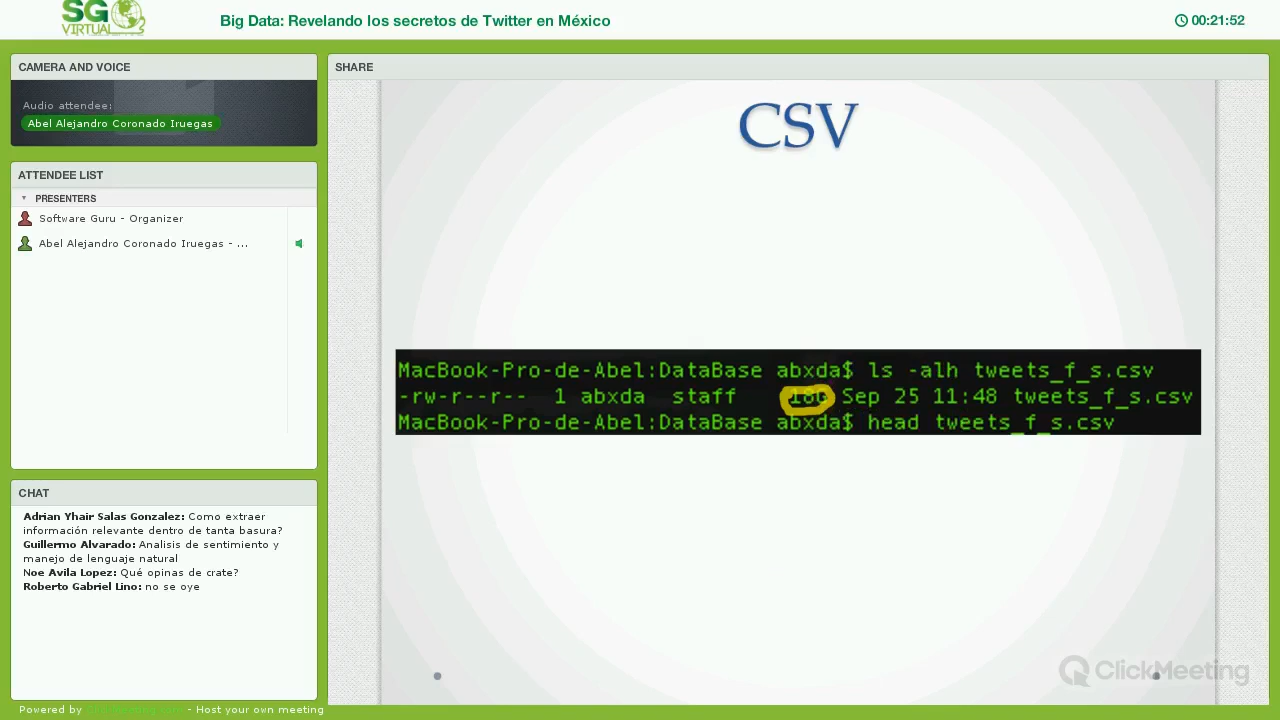 SG
VIRTUAL
Big Data: Revelando los secretos de Twitter en México
00:21:52
CAMERA AND VOICE
Audio attendee:
Abel Alejandro Coronado Iruegas
ATTENDEE LIST
PRESENTERS
Software Guru - Organizer
Abel Alejandro Coronado Iruegas - ...
CHAT
Adrian Yhair Salas Gonzalez: Como extraer
información relevante dentro de tanta basura?
Guillermo Alvarado: Analisis de sentimiento y
manejo de lenguaje natural
Noe Avila Lopez: Qué opinas de crate?
Roberto Gabriel Lino: no se oye
Powered by ClickMeeting.com - Host your own meeting
SHARE
CSV
MacBook-Pro-de-Abel:DataBase abxda$ ls -alh tweets_f_s.csv
-rw-r--r-- 1 abxda staff 18G Sep 25 11:48 tweets_f_s.csv
MacBook-Pro-de-Abel:DataBase abxda$ head tweets_f_s.csv
ClickMeeting